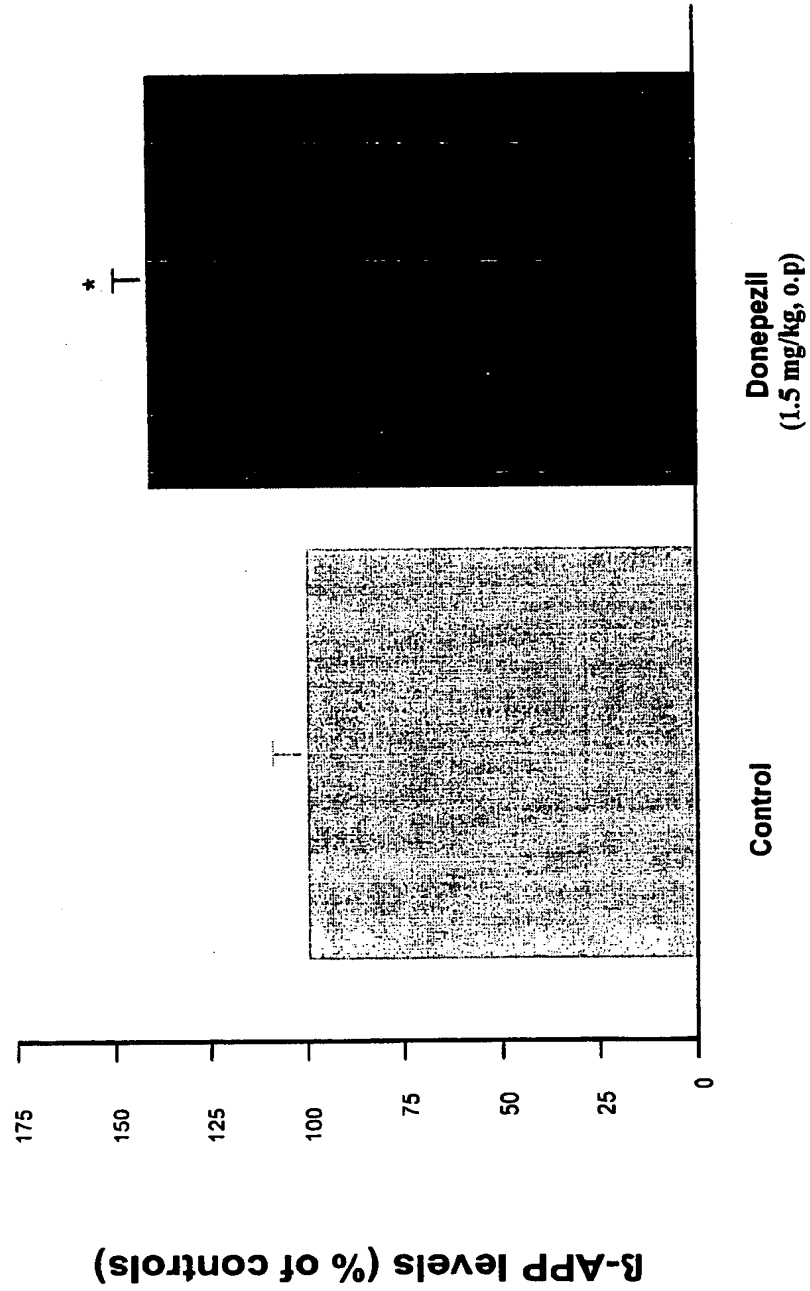 ß-APP levels (% of controls)
175
150
125
100
75
50
25
0
*
Control
Donepezil
(1.5 mg/kg, o.p)